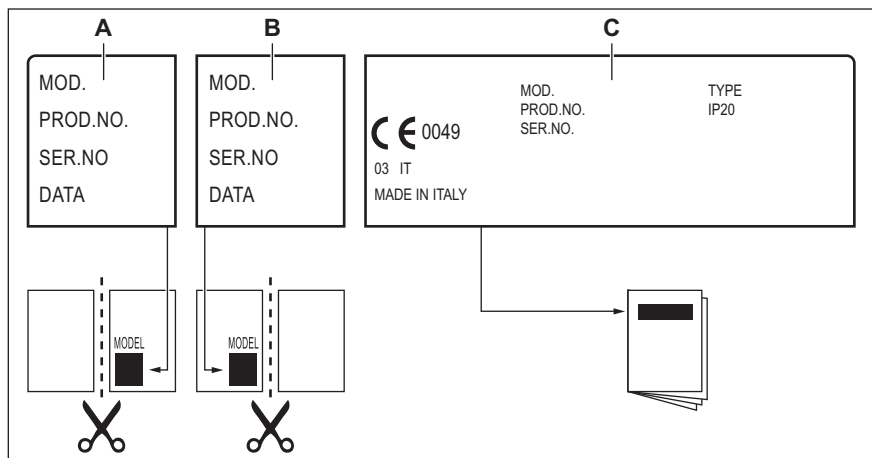 A
B
C
MOD.
PROD.NO.
SER.NO
DATA
MOD.
PROD.NO.
SER.NO
DATA
MOD.
PROD.NO.
SER.NO.
TYPE
IP20
CE 0049
03 IT
MADE IN ITALY
MODEL
MODEL